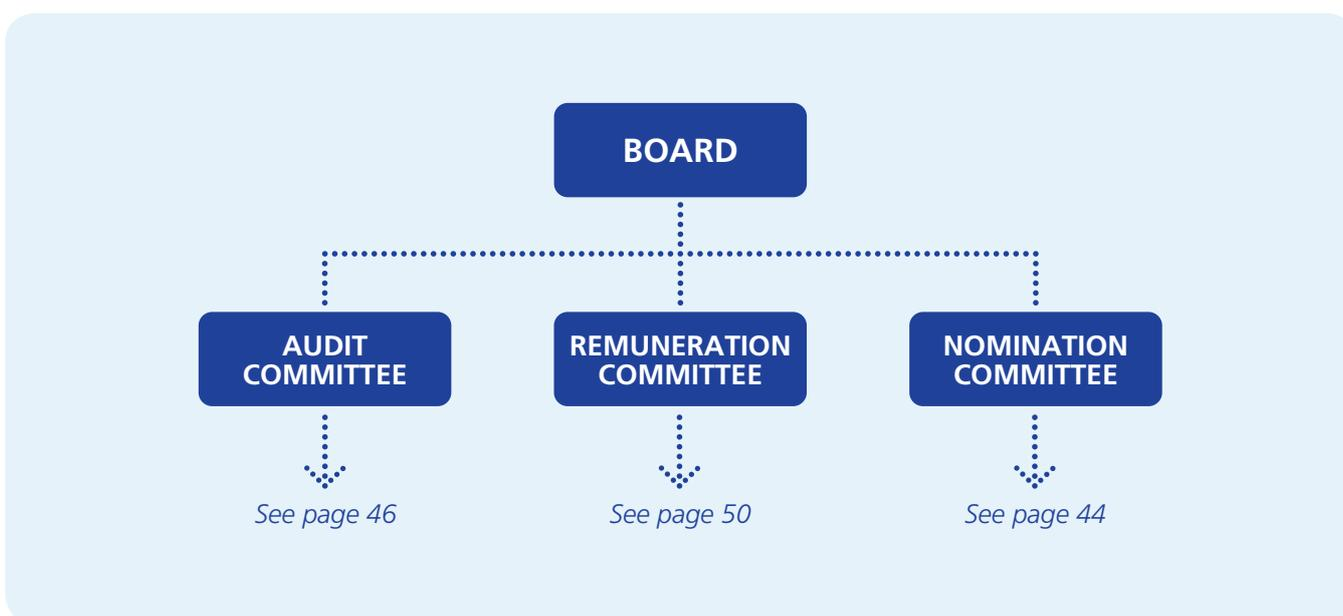 BOARD
AUDIT
COMMITTEE
REMUNERATION
COMMITTEE
NOMINATION
COMMITTEE
See page 46
See page 50
See page 44